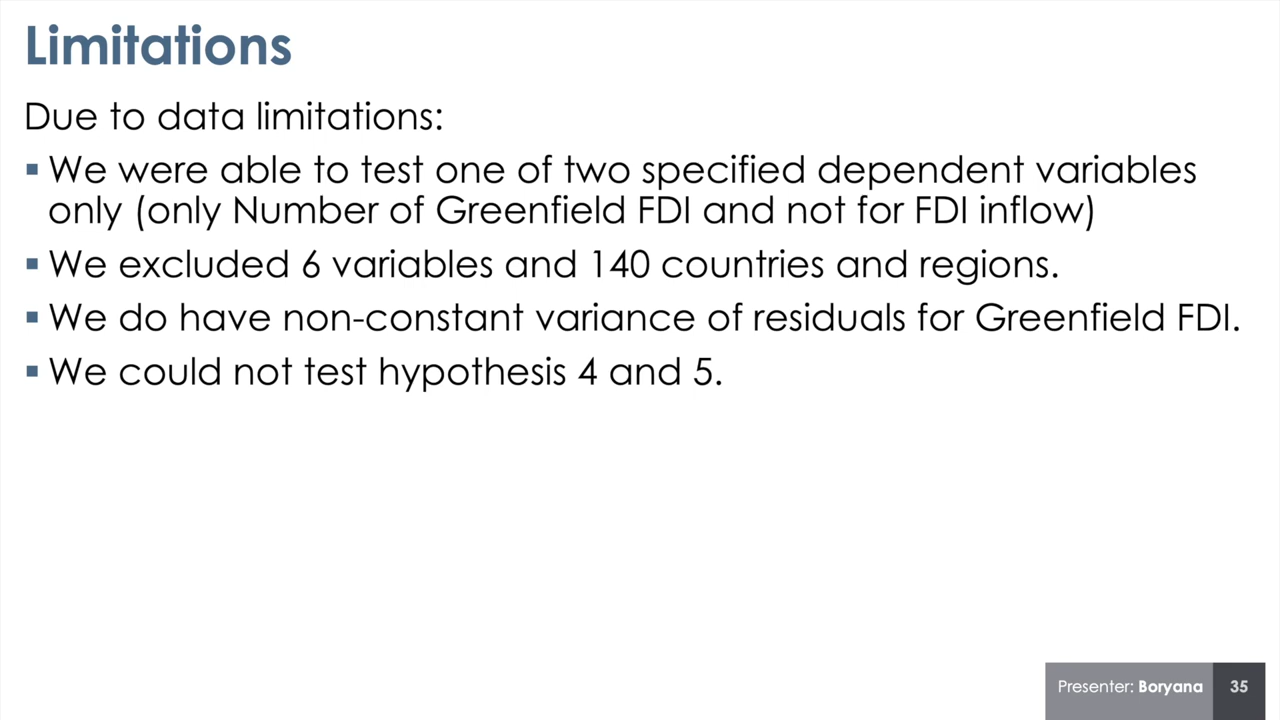 Limitations
Due to data limitations:
▪ We were able to test one of two specified dependent variables
only (only Number of Greenfield FDI and not for FDI inflow)
▪ We excluded 6 variables and 140 countries and regions.
▪ We do have non-constant variance of residuals for Greenfield FDI.
▪ We could not test hypothesis 4 and 5.
Presenter: Boryana 35